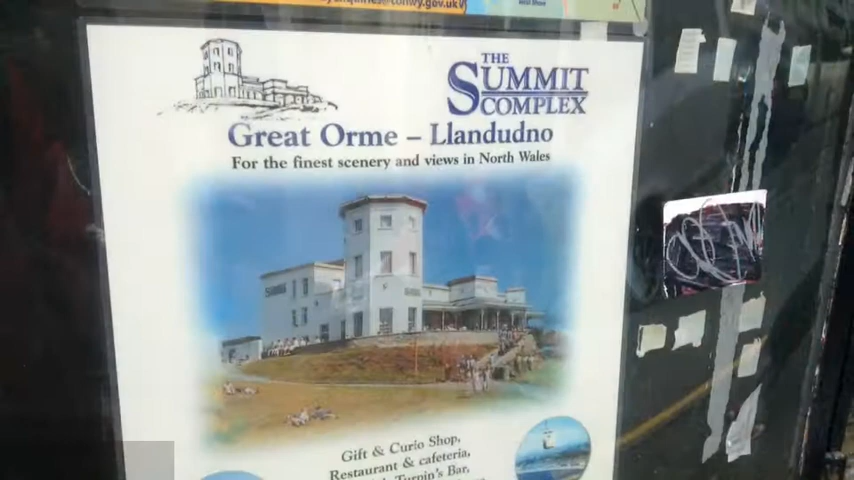 THE
SUMMIT
COMPLEX
Great Orme – Llandudno
For the finest scenery and views in North Wales
Gift & Curio Shop,
Restaurant & cafeteria,
Turpin's Bar,